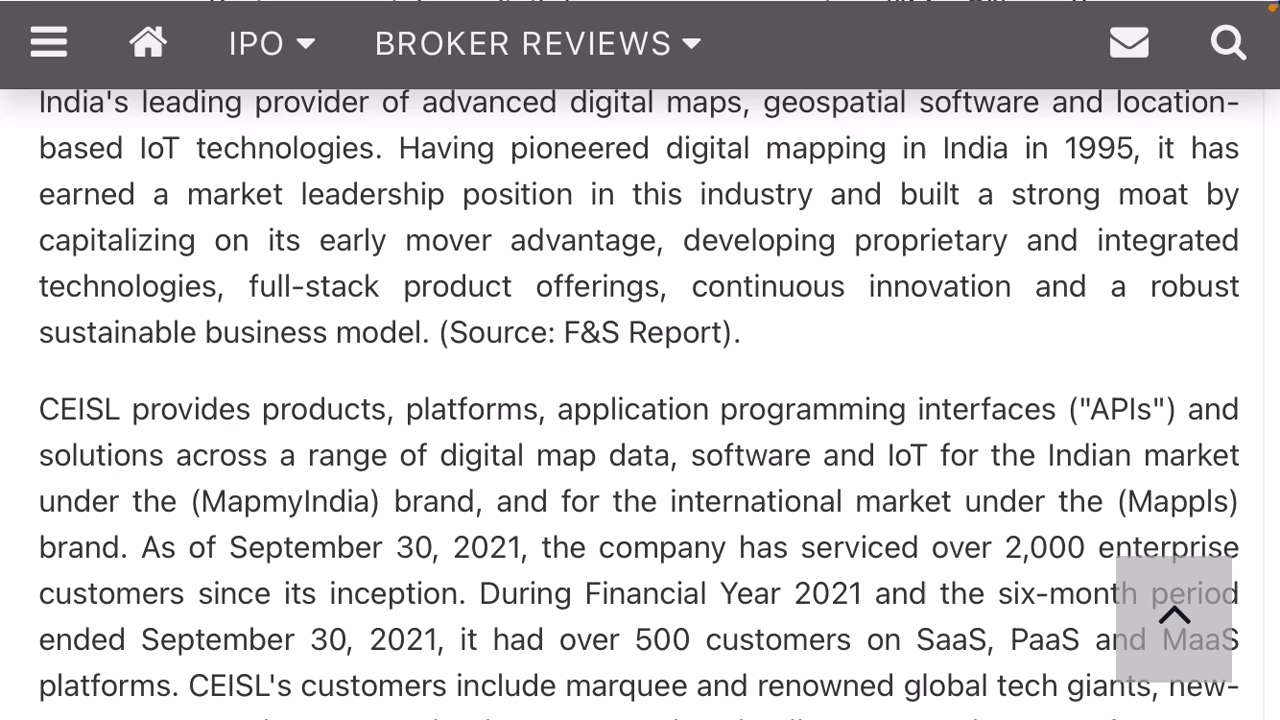 IPO BROKER REVIEWS
India's leading provider of advanced digital maps, geospatial software and location-
based IoT technologies. Having pioneered digital mapping in India in 1995, it has
earned a market leadership position in this industry and built a strong moat by
capitalizing on its early mover advantage, developing proprietary and integrated
technologies, full-stack product offerings, continuous innovation and a robust
sustainable business model. (Source: F&S Report).
CEISL provides products, platforms, application programming interfaces ("APIs") and
solutions across a range of digital map data, software and IoT for the Indian market
under the (MapmyIndia) brand, and for the international market under the (Mappls)
brand. As of September 30, 2021, the company has serviced over 2,000 enterprise
customers since its inception. During Financial Year 2021 and the six-month period
ended September 30, 2021, it had over 500 customers on SaaS, PaaS and MaaS
platforms. CEISL's customers include marquee and renowned global tech giants, new-